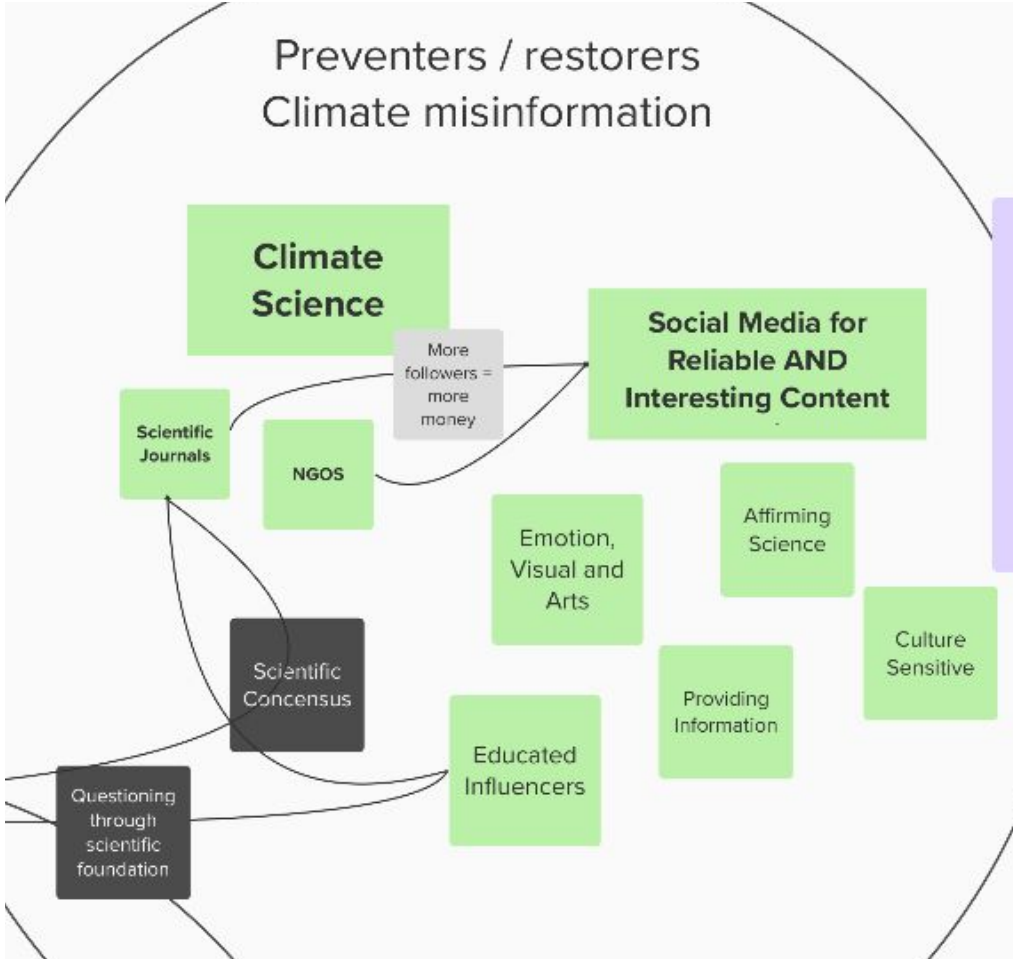 Preventers / restorers
Climate misinformation
Climate
Science
More
followers =
more
money
Social Media for
Reliable AND
Interesting Content
.
Scientific
Journals
NGOS
Emotion,
Visual and
Arts
Affirming
Science
Culture
Sensitive
Scientific
Concensus
Providing
Information
Educated
Influencers
Questioning
through
scientific
foundation